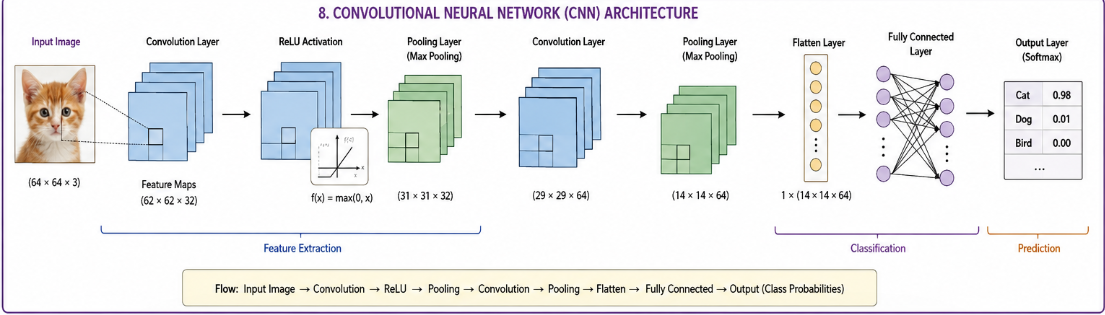 8. CONVOLUTIONAL NEURAL NETWORK (CNN) ARCHITECTURE
Input Image
(64 × 64 × 3)
Convolution Layer
Feature Maps
(62 × 62 × 32)
ReLU Activation
f(x)
x
f(x) = max(0, x)
Pooling Layer
(Max Pooling)
(31 × 31 × 32)
Convolution Layer
(29 × 29 × 64)
Pooling Layer
(Max Pooling)
(14 × 14 × 64)
Flatten Layer
1 × (14 × 14 × 64)
Fully Connected
Layer
Output Layer
(Softmax)
Cat 0.98
Dog 0.01
Bird 0.00
...
Feature Extraction
Classification
Prediction
Flow: Input Image → Convolution → ReLU → Pooling → Convolution → Pooling → Flatten → Fully Connected → Output (Class Probabilities)